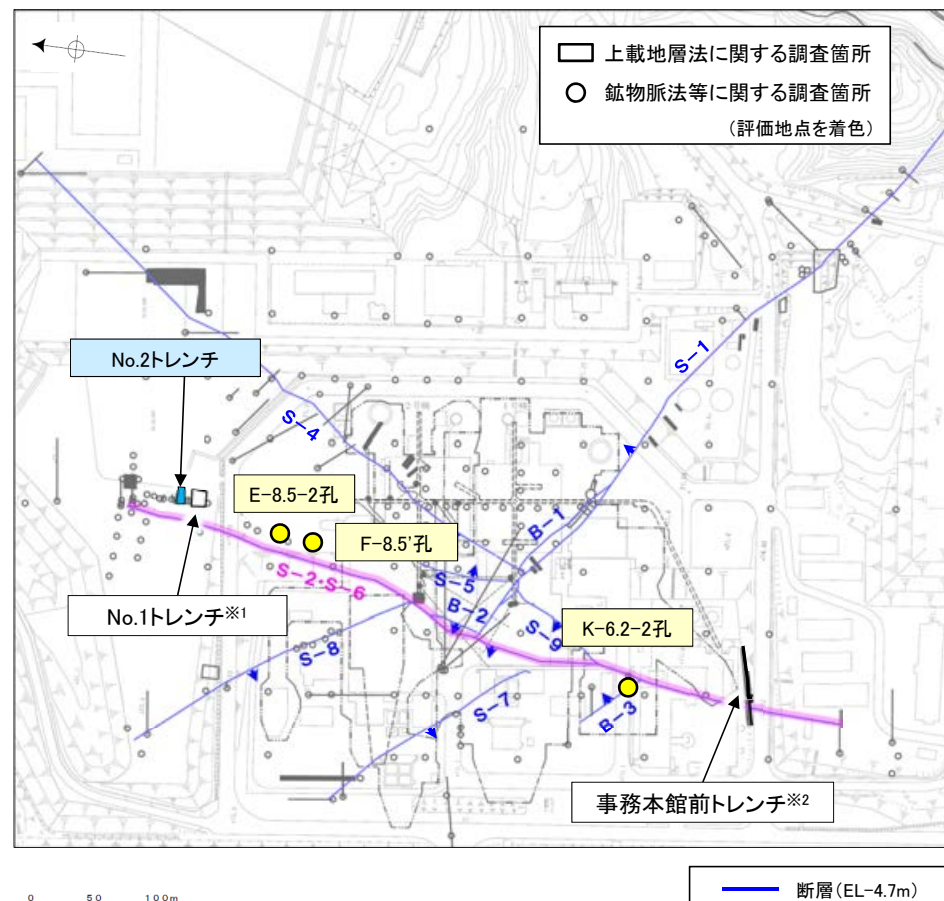 上載地層法に関する調査箇所
鉱物脈法等に関する調査箇所
(評価地点を着色)
No.2トレンチ
S-1
S-4
E-8.5-2孔
F-8.5'孔
B-1
S-5
S-2・S-6
No.1トレンチ※1
B-2
S-9
K-6.2-2孔
S-8
S-7
B-3
事務本館前トレンチ※2
0 50 100m
断層(EL-4.7m)